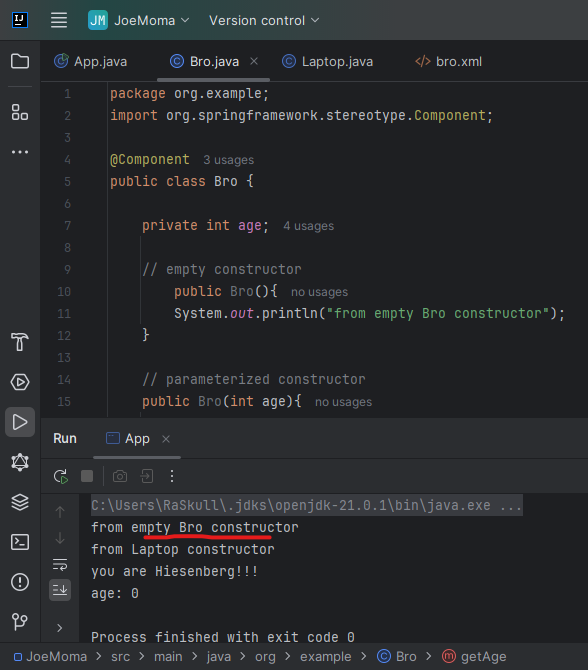 IJ
JM JoeMoma Version control
App.java Bro.java Laptop.java bro.xml
1 package org.example;
2 import org.springframework.stereotype.Component;
3
4 @Component 3 usages
5 public class Bro {
6
7 private int age; 4 usages
8
9 // empty constructor
10 public Bro(){ no usages
11 System.out.println("from empty Bro constructor");
12 }
13
14 // parameterized constructor
15 public Bro(int age){ no usages
Run App
C:\Users\RaSkull\.jdks\openjdk-21.0.1\bin\java.exe ...
from empty Bro constructor
from Laptop constructor
you are Hiesenberg!!!
age: 0
Process finished with exit code 0
JoeMoma > src > main > java > org > example > Bro > getAge